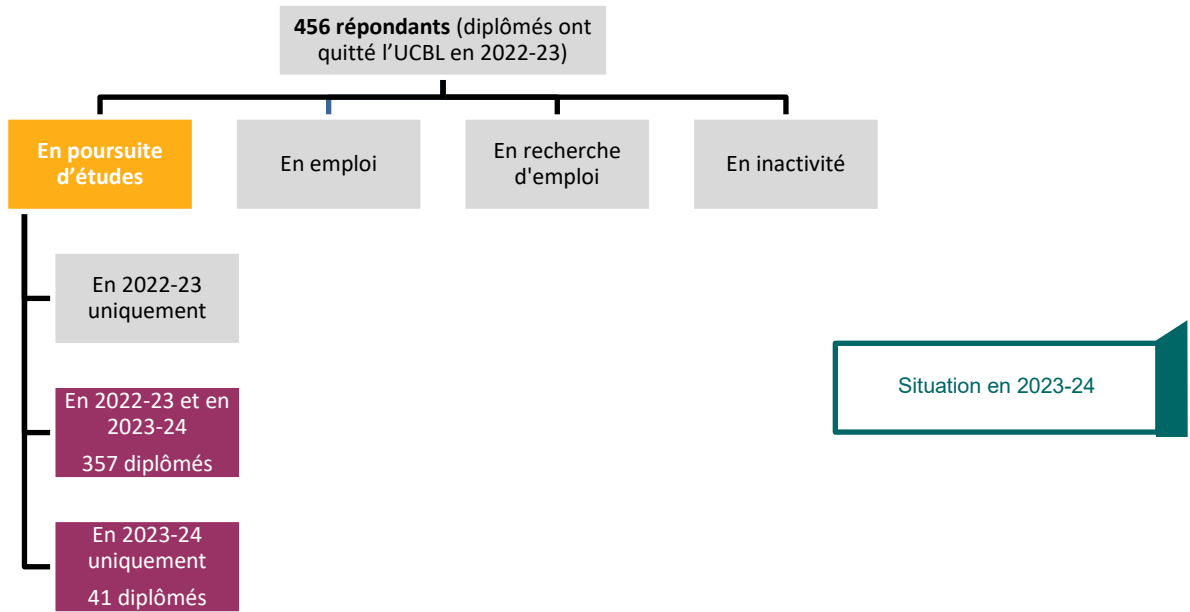 456 répondants (diplômés ont
quitté l’UCBL en 2022-23)
En poursuite
d’études
En emploi
En recherche
d'emploi
En inactivité
En 2022-23
uniquement
En 2022-23 et en
2023-24
357 diplômés
En 2023-24
uniquement
41 diplômés
Situation en 2023-24